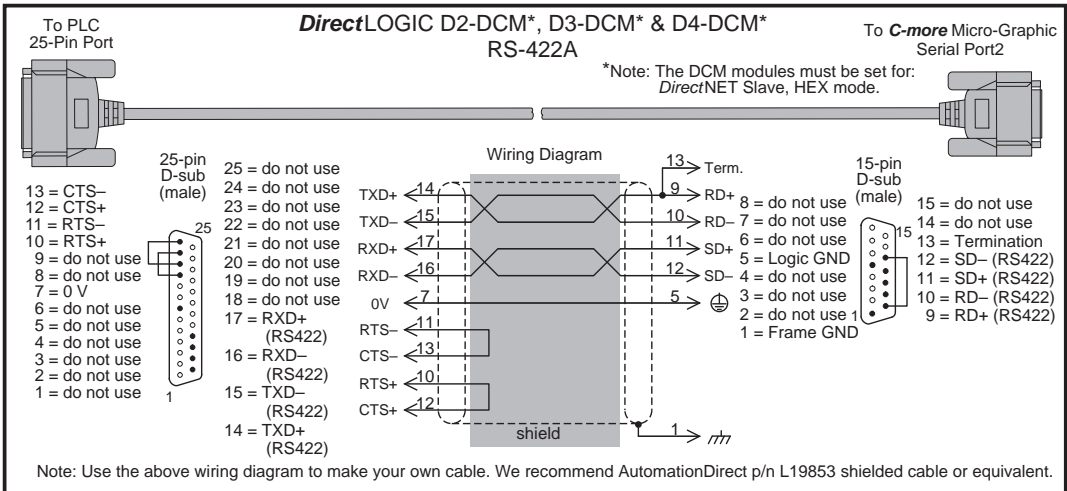 To PLC
25-Pin Port
DirectLOGIC D2-DCM*, D3-DCM* & D4-DCM*
RS-422A
To C-more Micro-Graphic
Serial Port2
*Note: The DCM modules must be set for:
DirectNET Slave, HEX mode.
25-pin
D-sub
(male)
13 = CTS–
12 = CTS+
11 = RTS–
10 = RTS+
9 = do not use
8 = do not use
7 = 0 V
6 = do not use
5 = do not use
4 = do not use
3 = do not use
2 = do not use
1 = do not use
25
1
25 = do not use
24 = do not use
23 = do not use
22 = do not use
21 = do not use
20 = do not use
19 = do not use
18 = do not use
17 = RXD+
(RS422)
16 = RXD–
(RS422)
15 = TXD–
(RS422)
14 = TXD+
(RS422)
Wiring Diagram
13 Term.
TXD+ 14 9 RD+
TXD– 15 10 RD–
RXD+ 17 11 SD+
RXD– 16 12 SD–
0V 7 5
RTS– 11
CTS– 13
RTS+ 10
CTS+ 12
shield
1
8 = do not use
7 = do not use
6 = do not use
5 = Logic GND
4 = do not use
3 = do not use
2 = do not use
1 = Frame GND
15-pin
D-sub
(male)
15
1
15 = do not use
14 = do not use
13 = Termination
12 = SD– (RS422)
11 = SD+ (RS422)
10 = RD– (RS422)
9 = RD+ (RS422)
Note: Use the above wiring diagram to make your own cable. We recommend AutomationDirect p/n L19853 shielded cable or equivalent.